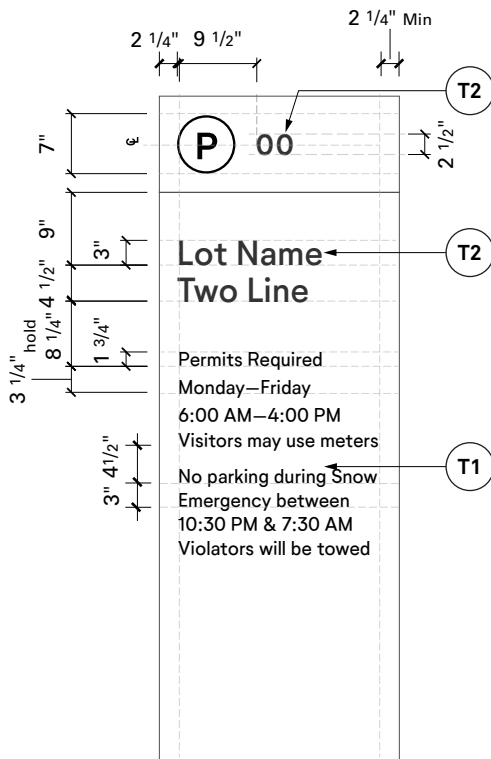 2 1/4" Min
2 1/4" 9 1/2"
T2
7"
℄
P 00
2 1/2"
9"
3"
Lot Name
T2
4 1/2"
Two Line
8 1/4"
hold
3 1/4"
1 3/4"
Permits Required
Monday—Friday
6:00 AM—4:00 PM
Visitors may use meters
4 1/2"
No parking during Snow
T1
3"
Emergency between
10:30 PM & 7:30 AM
Violators will be towed